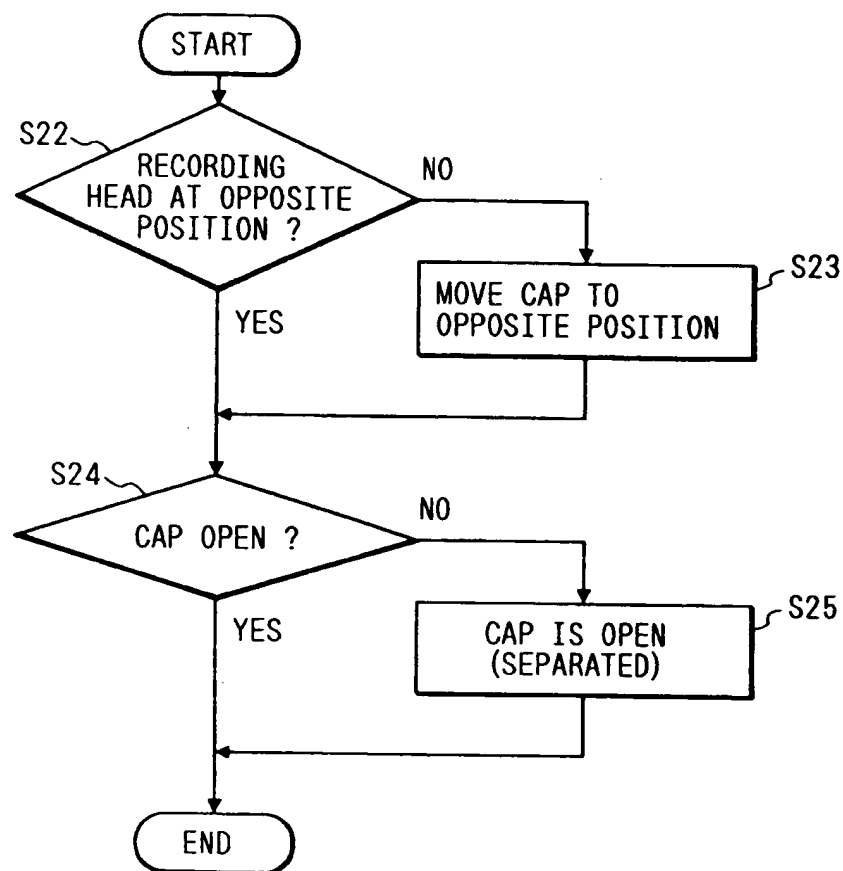 START
S22
RECORDING
HEAD AT OPPOSITE
POSITION ?
NO
YES
S23
MOVE CAP TO
OPPOSITE POSITION
S24
CAP OPEN ?
NO
YES
S25
CAP IS OPEN
(SEPARATED)
END